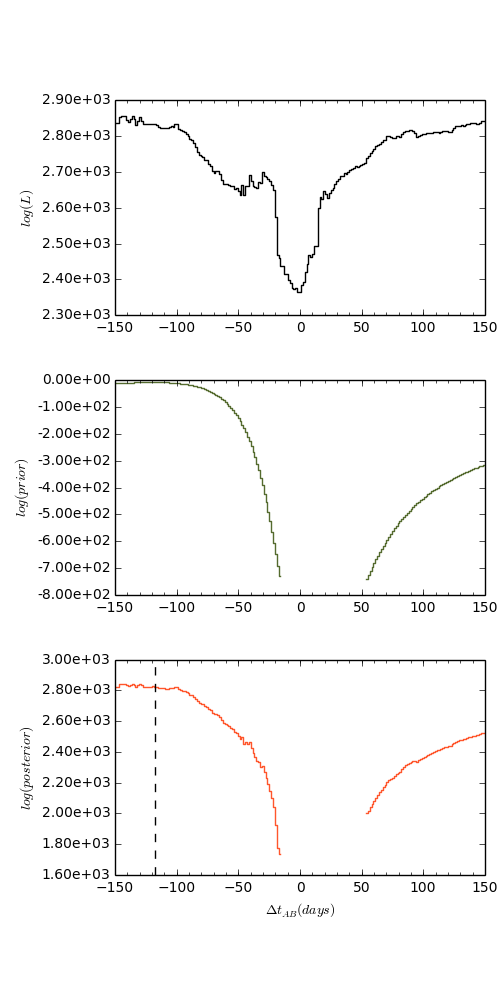 2.90e+03
2.80e+03
2.70e+03
2.60e+03
2.50e+03
2.40e+03
2.30e+03
log(L)
−150 −100 −50 0 50 100 150
0.00e+00
-1.00e+02
-2.00e+02
-3.00e+02
-4.00e+02
-5.00e+02
-6.00e+02
-7.00e+02
-8.00e+02
log(prior)
−150 −100 −50 0 50 100 150
3.00e+03
2.80e+03
2.60e+03
2.40e+03
2.20e+03
2.00e+03
1.80e+03
1.60e+03
log(posterior)
−150 −100 −50 0 50 100 150
Δt_AB(days)